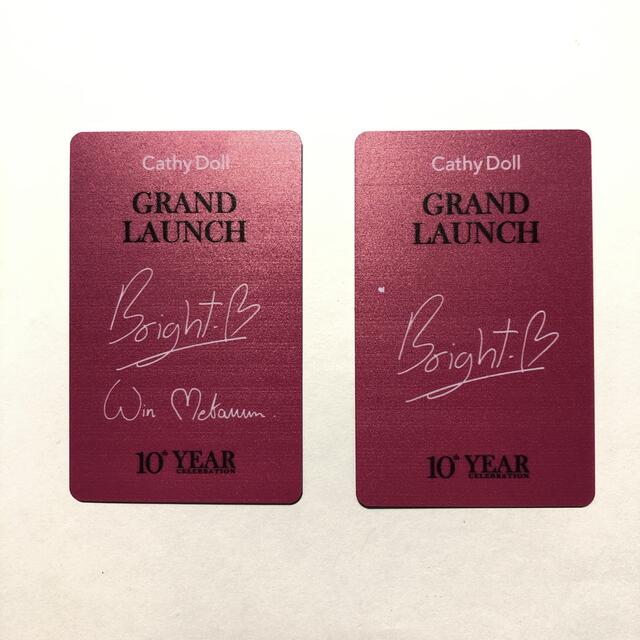 Cathy Doll
GRAND
LAUNCH
Bright.B
Win Metawin.
10th YEAR
CELEBRATION
Cathy Doll
GRAND
LAUNCH
Bright.B
10th YEAR
CELEBRATION